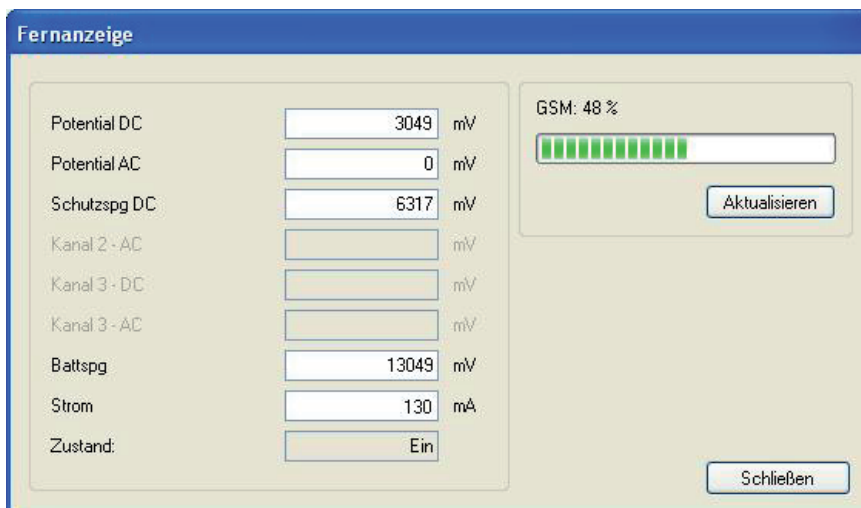 Fernanzeige
Potential DC 3049 mV
Potential AC 0 mV
Schutzspg DC 6317 mV
Kanal 2 - AC mV
Kanal 3 - DC mV
Kanal 3 - AC mV
Battspg 13049 mV
Strom 130 mA
Zustand: Ein
GSM: 48 %
Aktualisieren
Schließen